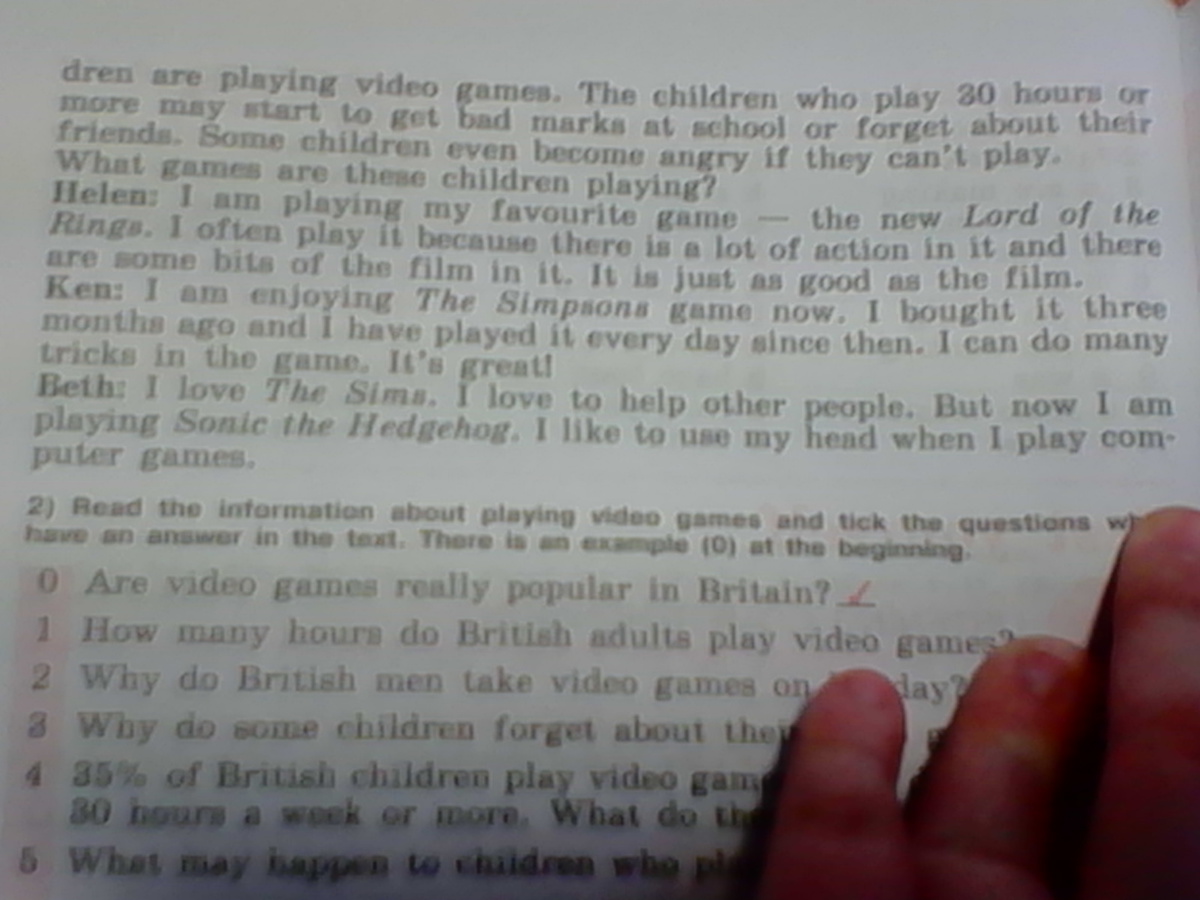 dren are playing video games. The children who play 30 hours or
more may start to get bad marks at school or forget about their
friends. Some children even become angry if they can't play.
What games are these children playing?
Helen: I am playing my favourite game — the new Lord of the
Rings. I often play it because there is a lot of action in it and there
are some bits of the film in it. It is just as good as the film.
Ken: I am enjoying The Simpsons game now. I bought it three
months ago and I have played it every day since then. I can do many
tricks in the game. It's great!
Beth: I love The Sims. I love to help other people. But now I am
playing Sonic the Hedgehog. I like to use my head when I play com-
puter games.
2) Read the information about playing video games and tick the questions
have an answer in the text. There is an example (0) at the beginning.
0 Are video games really popular in Britain? ✓
1 How many hours do British adults play video games?
2 Why do British men take video games on
3 Why do some children forget about
4 35% of British children play video
30 hours a week or more. What do
5 What may happen to children who